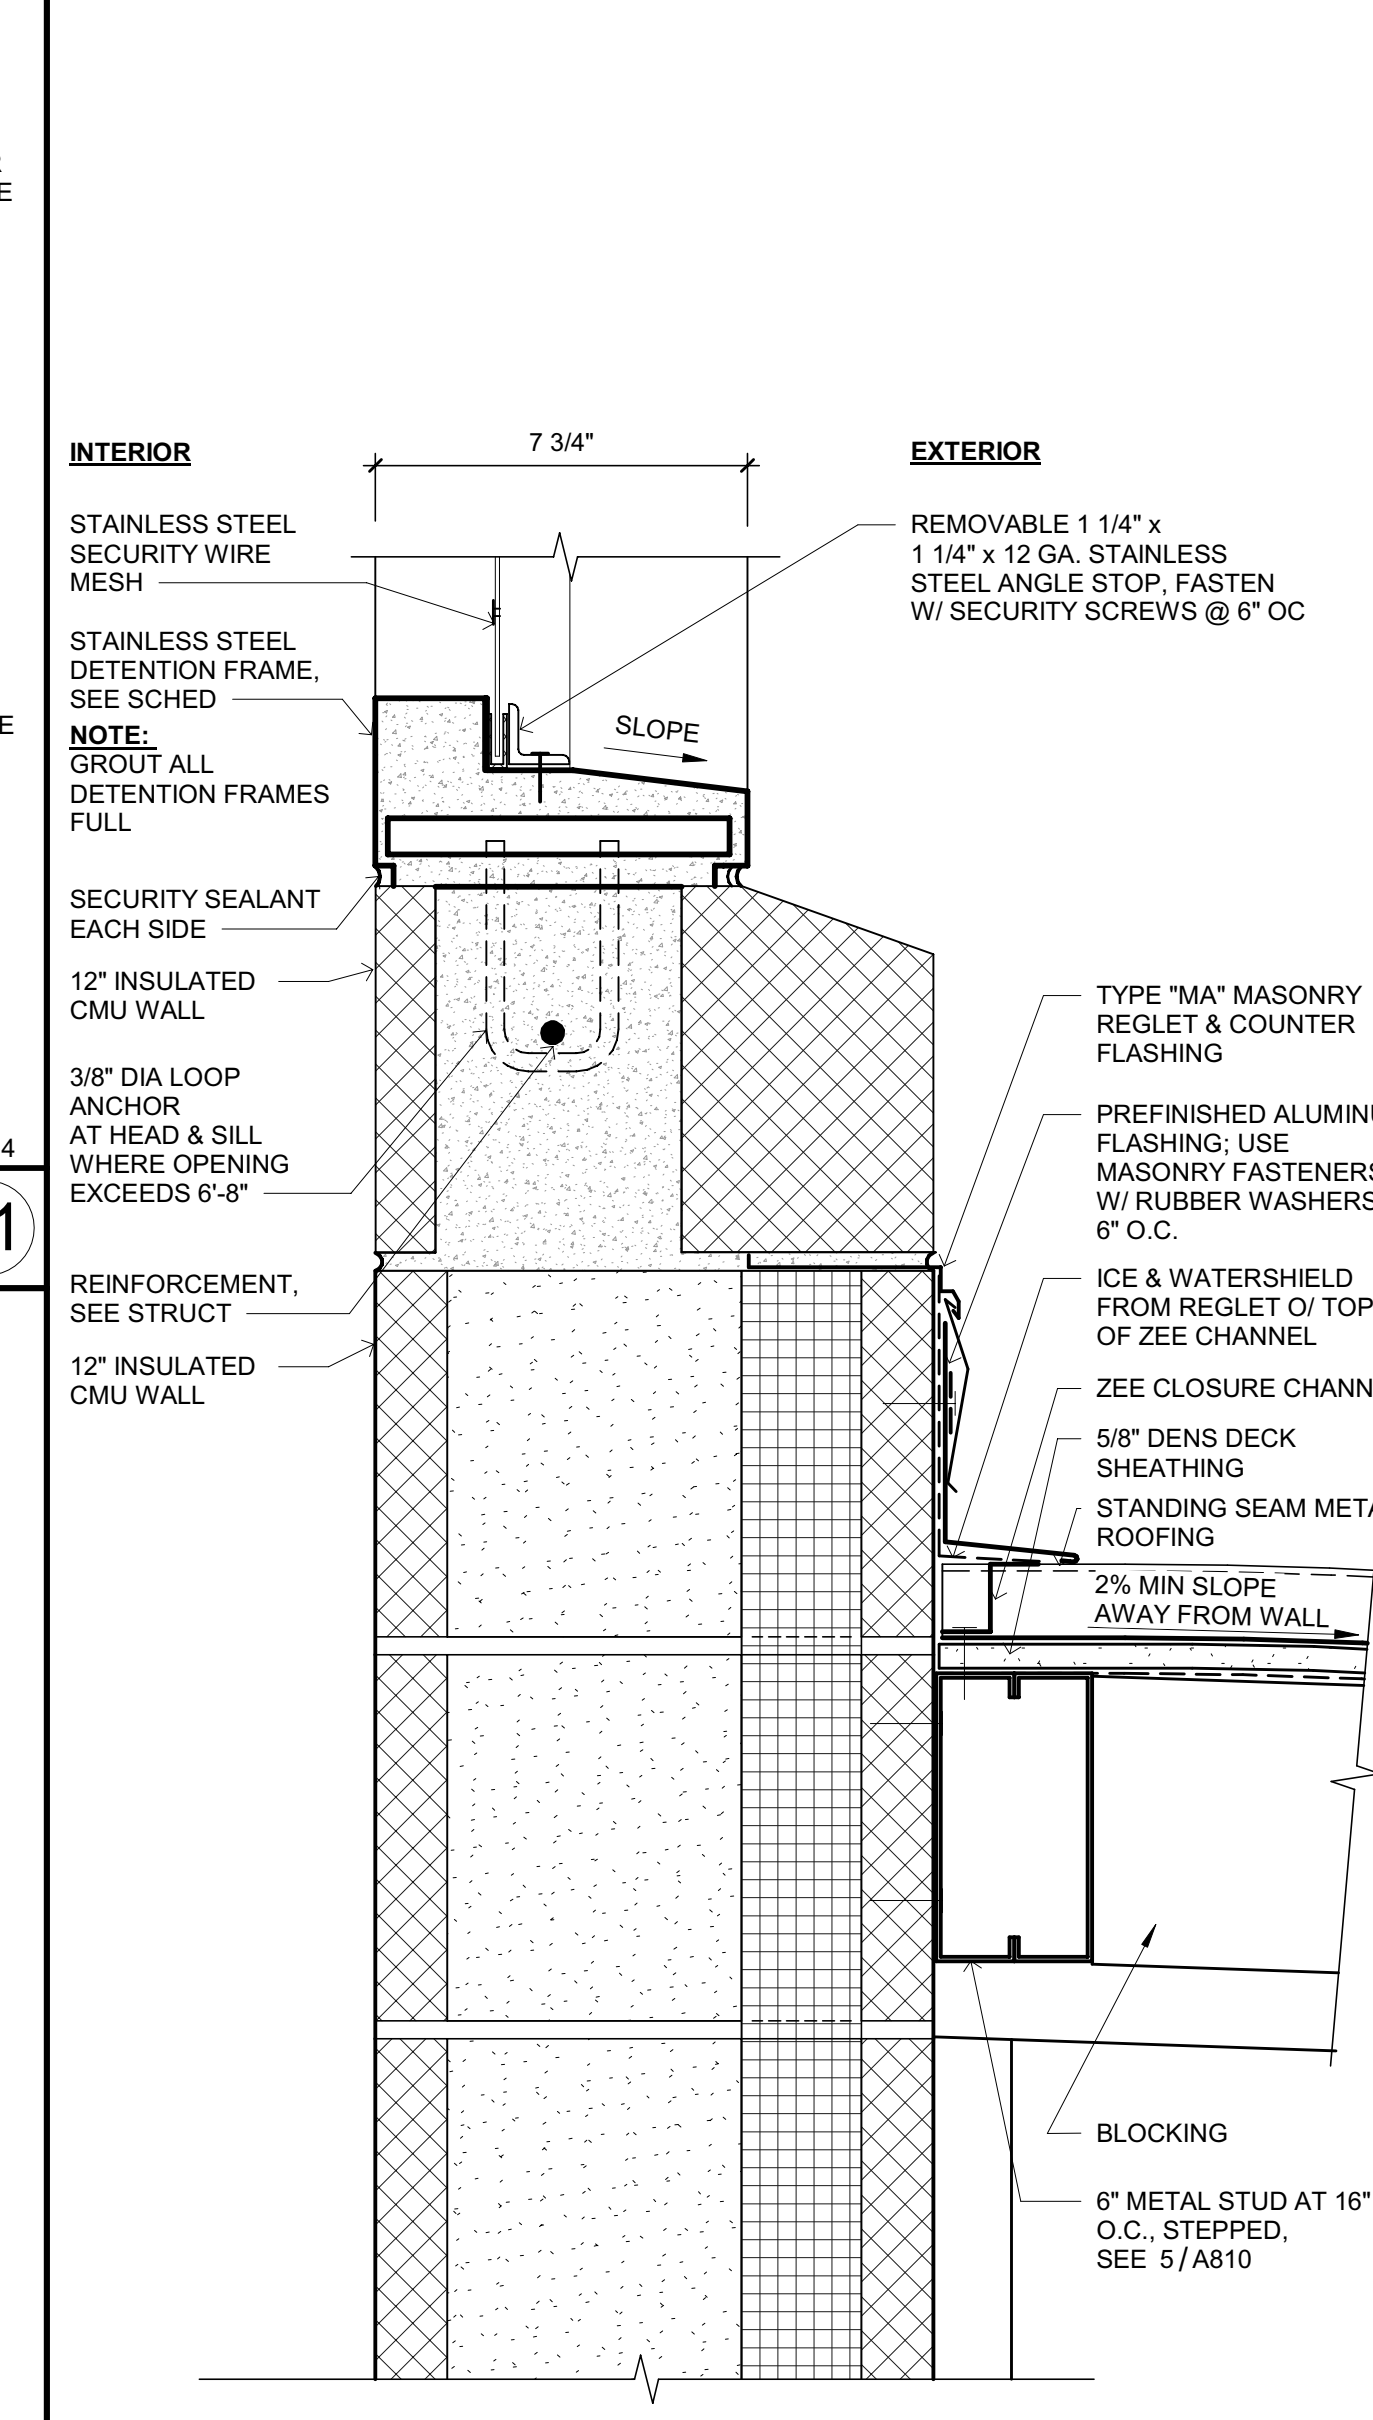 R
E
E
4
1
INTERIOR
7 3/4"
EXTERIOR
STAINLESS STEEL
SECURITY WIRE
MESH
STAINLESS STEEL
DETENTION FRAME,
SEE SCHED
NOTE:
GROUT ALL
DETENTION FRAMES
FULL
SECURITY SEALANT
EACH SIDE
12" INSULATED
CMU WALL
3/8" DIA LOOP
ANCHOR
AT HEAD & SILL
WHERE OPENING
EXCEEDS 6'-8"
REINFORCEMENT,
SEE STRUCT
12" INSULATED
CMU WALL
REMOVABLE 1 1/4" x
1 1/4" x 12 GA. STAINLESS
STEEL ANGLE STOP, FASTEN
W/ SECURITY SCREWS @ 6" OC
SLOPE
TYPE "MA" MASONRY
REGLET & COUNTER
FLASHING
PREFINISHED ALUMINU
FLASHING; USE
MASONRY FASTENERS
W/ RUBBER WASHERS
6" O.C.
ICE & WATERSHIELD
FROM REGLET O/ TOP
OF ZEE CHANNEL
ZEE CLOSURE CHANN
5/8" DENS DECK
SHEATHING
STANDING SEAM META
ROOFING
2% MIN SLOPE
AWAY FROM WALL
BLOCKING
6" METAL STUD AT 16"
O.C., STEPPED,
SEE 5/A810